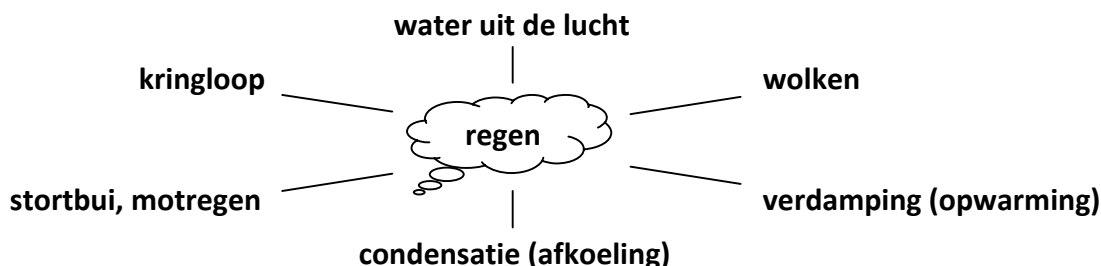 water uit de lucht
kringloop
wolken
regen
stortbui, motregen
verdamping (opwarming)
condensatie (afkoeling)